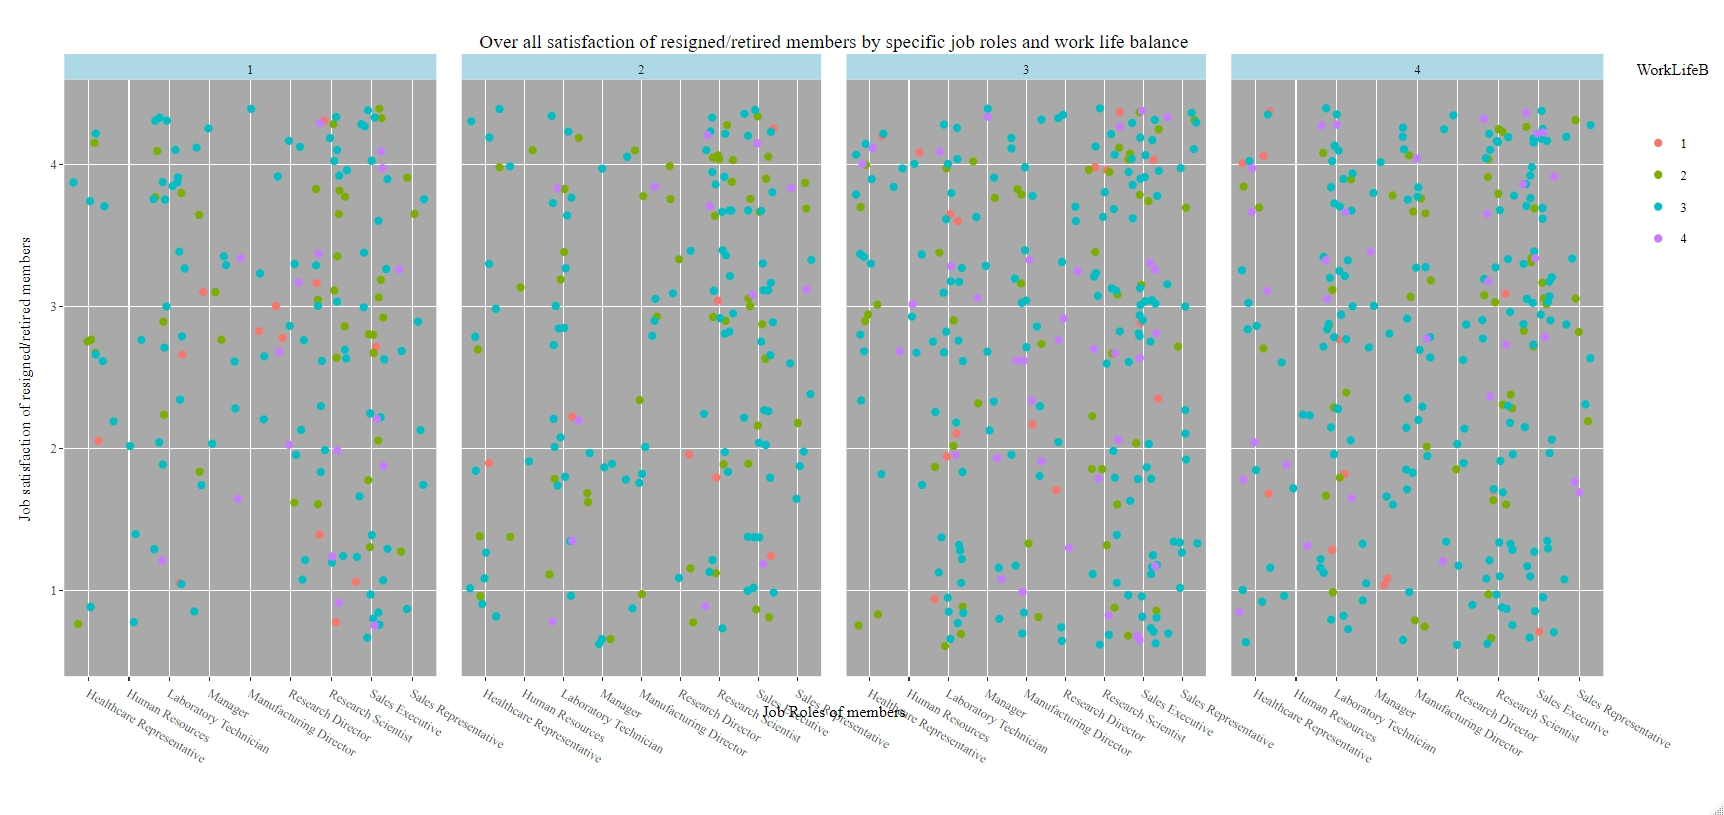 Over all satisfaction of resigned/retired members by specific job roles and work life balance
1
2
3
4
WorkLifeB
1
2
3
4
Job satisfaction of resigned/retired members
4
3
2
1
Healthcare Representative
Human Resources
Laboratory Technician
Manager
Manufacturing Director
Research Director
Research Scientist
Sales Executive
Sales Representative
Healthcare Representative
Human Resources
Laboratory Technician
Manager
Manufacturing Director
Research Director
Research Scientist
Sales Executive
Sales Representative
Healthcare Representative
Human Resources
Laboratory Technician
Manager
Manufacturing Director
Research Director
Research Scientist
Sales Executive
Sales Representative
Healthcare Representative
Human Resources
Laboratory Technician
Manager
Manufacturing Director
Research Director
Research Scientist
Sales Executive
Sales Representative
Job Roles of members